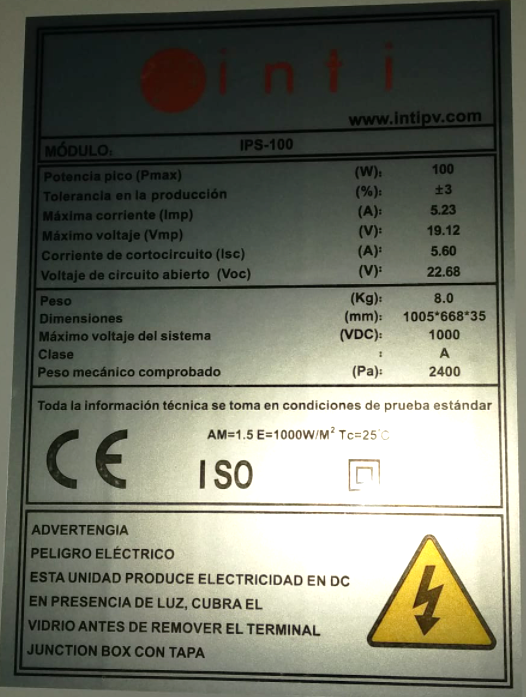 inti
www.intipv.com
MÓDULO: IPS-100
Potencia pico (Pmax) (W): 100
Tolerancia en la producción (%): ±3
Máxima corriente (Imp) (A): 5.23
Máximo voltaje (Vmp) (V): 19.12
Corriente de cortocircuito (Isc) (A): 5.60
Voltaje de circuito abierto (Voc) (V): 22.68
Peso (Kg): 8.0
Dimensiones (mm): 1005*668*35
Máximo voltaje del sistema (VDC): 1000
Clase : A
Peso mecánico comprobado (Pa): 2400
Toda la información técnica se toma en condiciones de prueba estándar
AM=1.5 E=1000W/M² Tc=25°C
CE ISO
ADVERTENGIA
PELIGRO ELÉCTRICO
ESTA UNIDAD PRODUCE ELECTRICIDAD EN DC
EN PRESENCIA DE LUZ, CUBRA EL
VIDRIO ANTES DE REMOVER EL TERMINAL
JUNCTION BOX CON TAPA